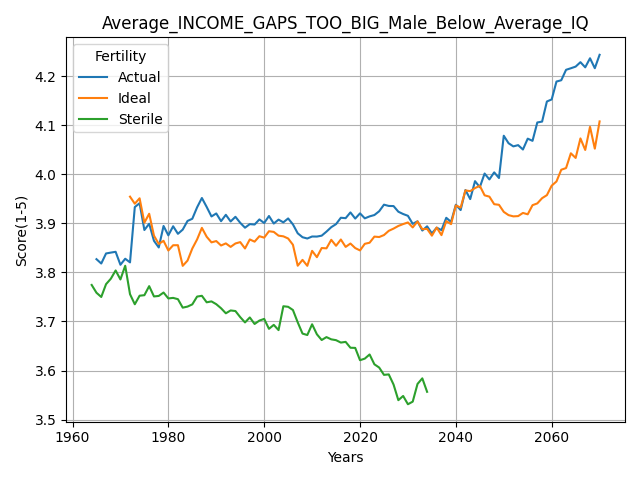 Average_INCOME_GAPS_TOO_BIG_Male_Below_Average_IQ
Fertility
Actual
Ideal
Sterile
4.2
4.1
4.0
3.9
3.8
3.7
3.6
3.5
Score(1-5)
1960 1980 2000 2020 2040 2060
Years